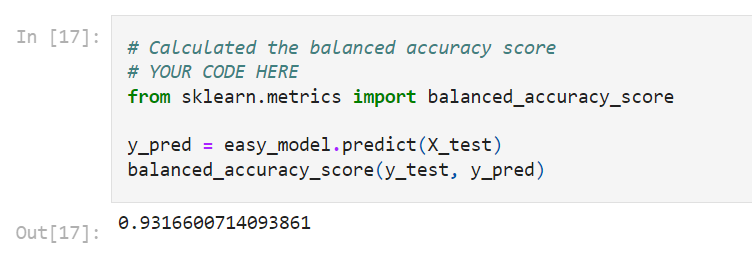 In [17]:
# Calculated the balanced accuracy score
# YOUR CODE HERE
from sklearn.metrics import balanced_accuracy_score
y_pred = easy_model.predict(X_test)
balanced_accuracy_score(y_test, y_pred)
Out[17]:
0.9316600714093861